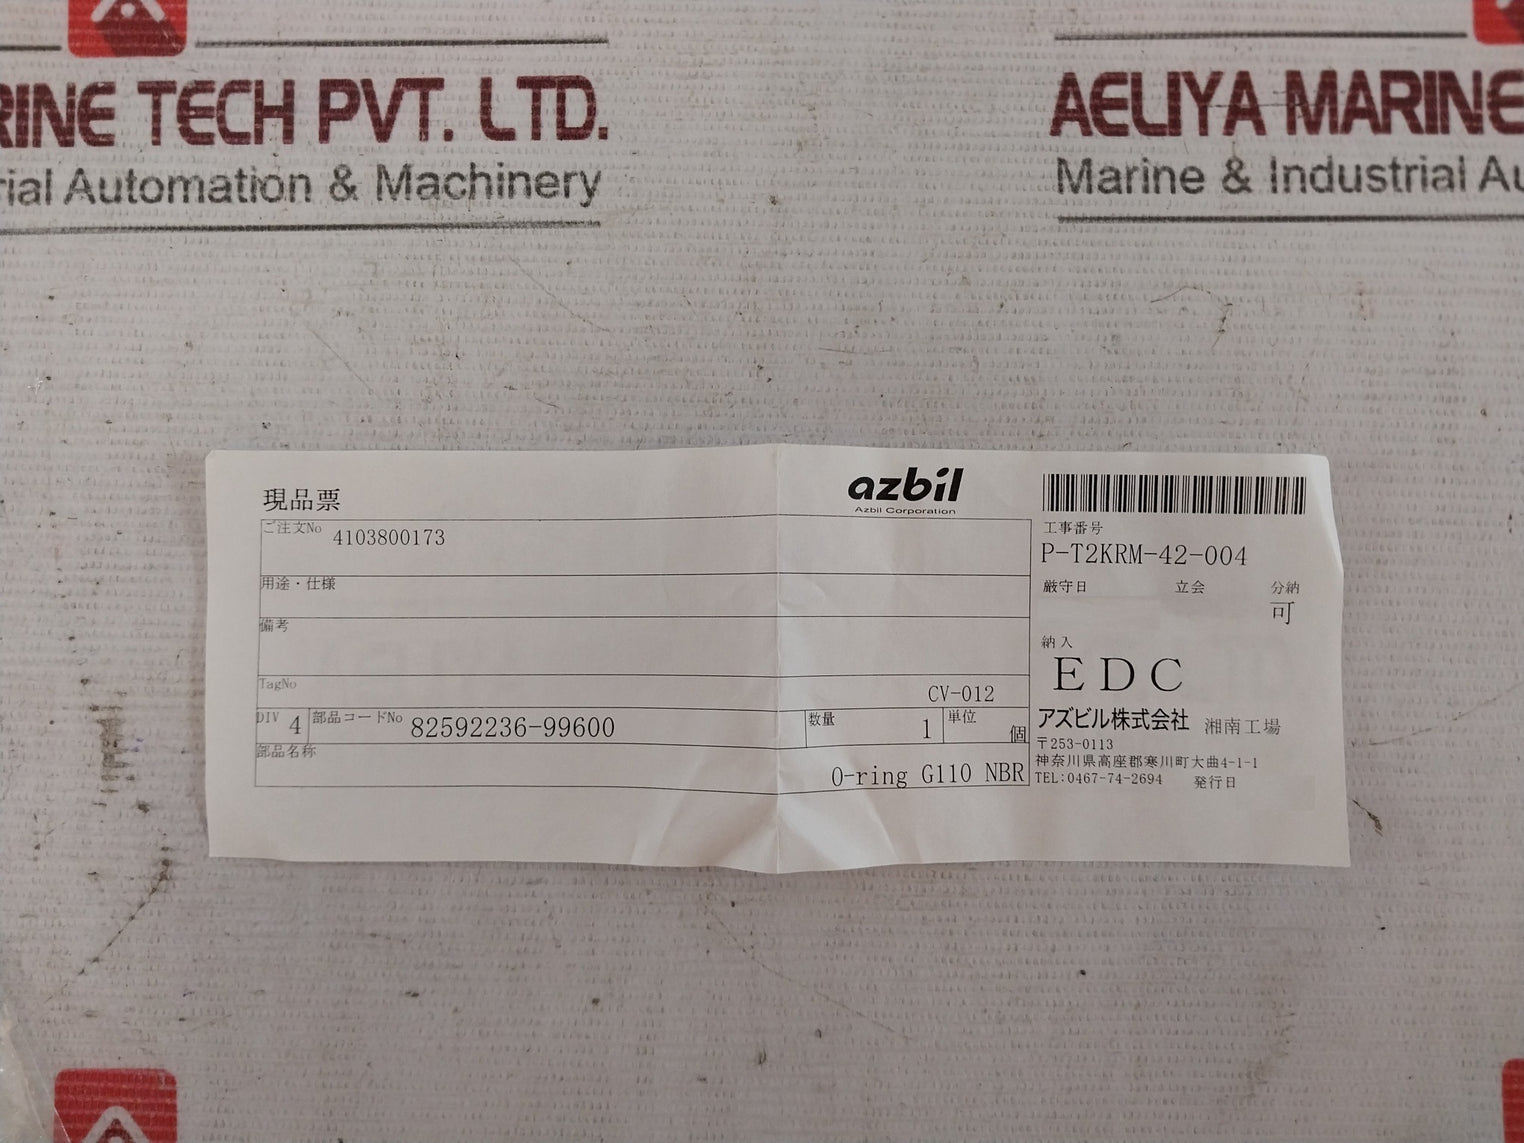 RINE TECH PVT. LTD.
rial Automation & Machinery
AELIYA MARINE
Marine & Industrial Au
現品票
azbil
Azbil Corporation
ご注文No 4103800173
用途・仕様
備考
TagNo
CV-012
DIV 4 部品コードNo 82592236-99600 数量 1 単位 個
部品名称
O-ring G110 NBR
工事番号
P-T2KRM-42-004
厳守日 立会 分納
可
納入
EDC
アズビル株式会社 湘南工場
〒253-0113
神奈川県高座郡寒川町大曲4-1-1
TEL:0467-74-2694 発行日